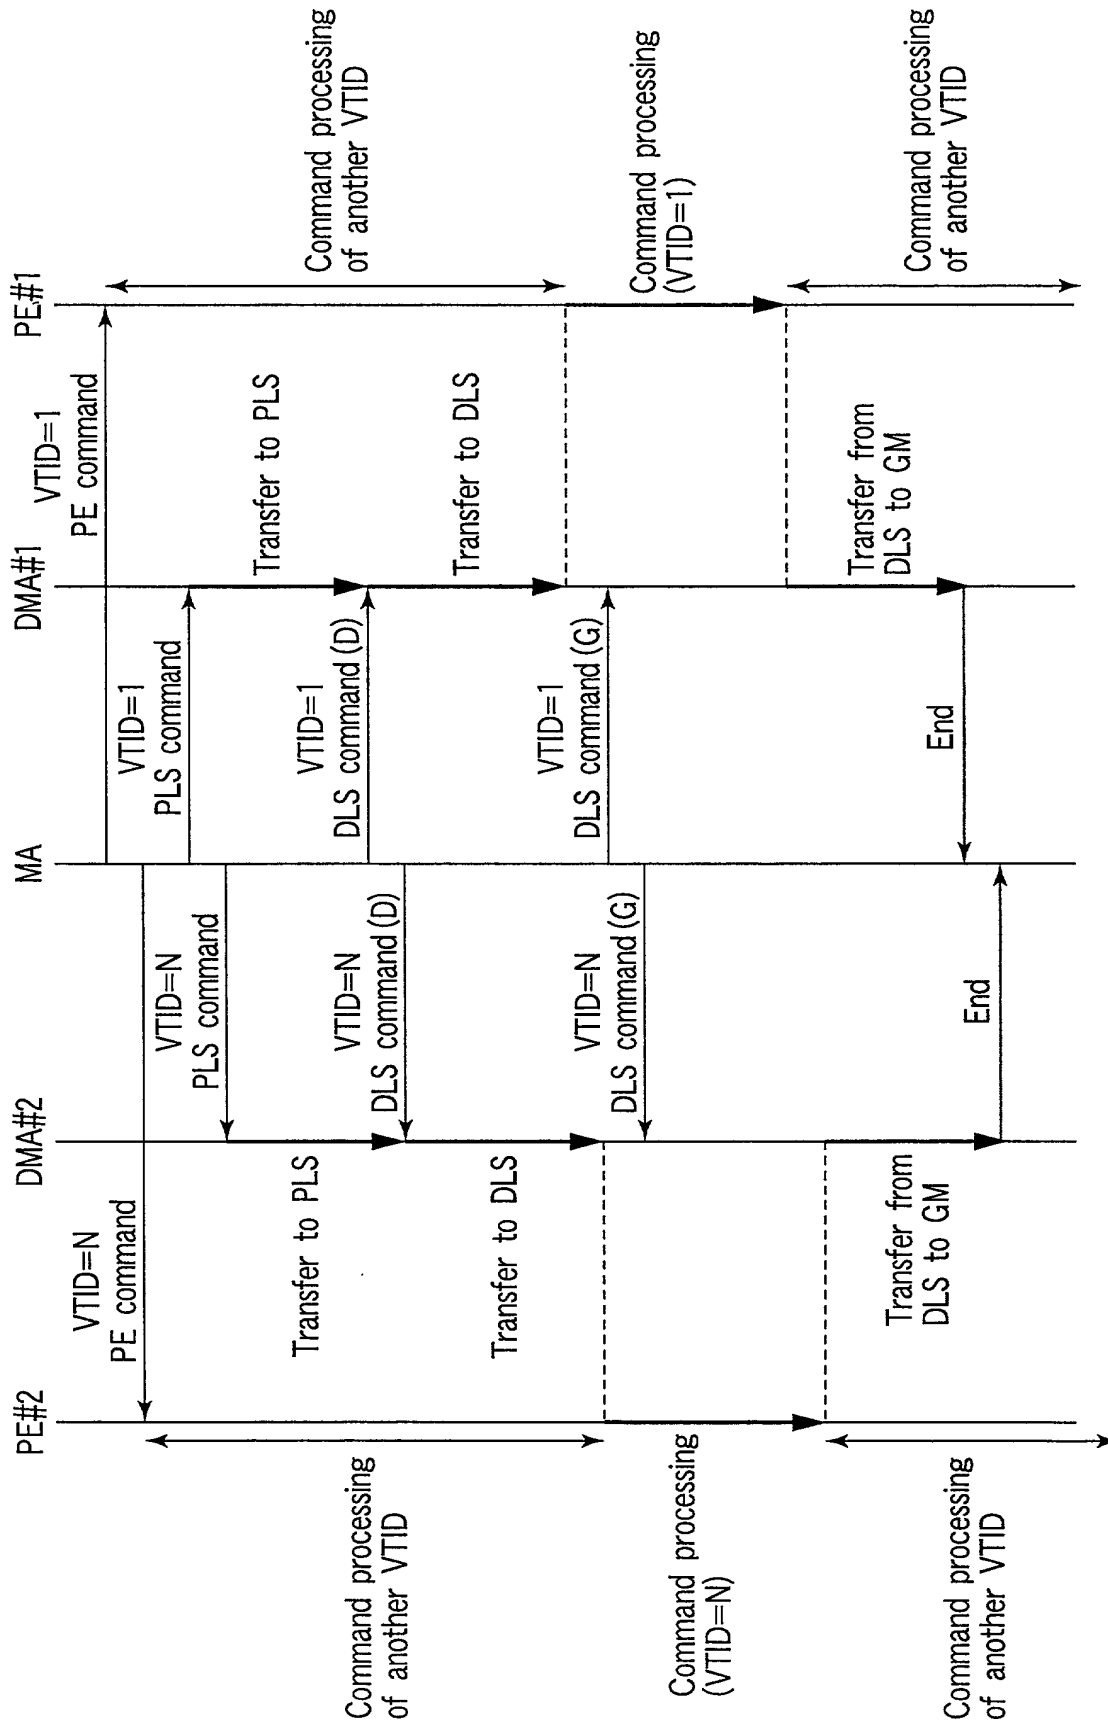 PE#2
DMA#2
MA
DMA#1
PE#1
VTID=N
PE command
VTID=1
PE command
VTID=N
PLS command
VTID=1
PLS command
Command processing
of another VTID
Transfer to PLS
Transfer to PLS
Command processing
of another VTID
VTID=N
DLS command(D)
VTID=1
DLS command(D)
Transfer to DLS
Transfer to DLS
VTID=N
DLS command(G)
VTID=1
DLS command(G)
Command processing
(VTID=N)
Command processing
(VTID=1)
Transfer from
DLS to GM
Transfer from
DLS to GM
Command processing
of another VTID
End
End
Command processing
of another VTID